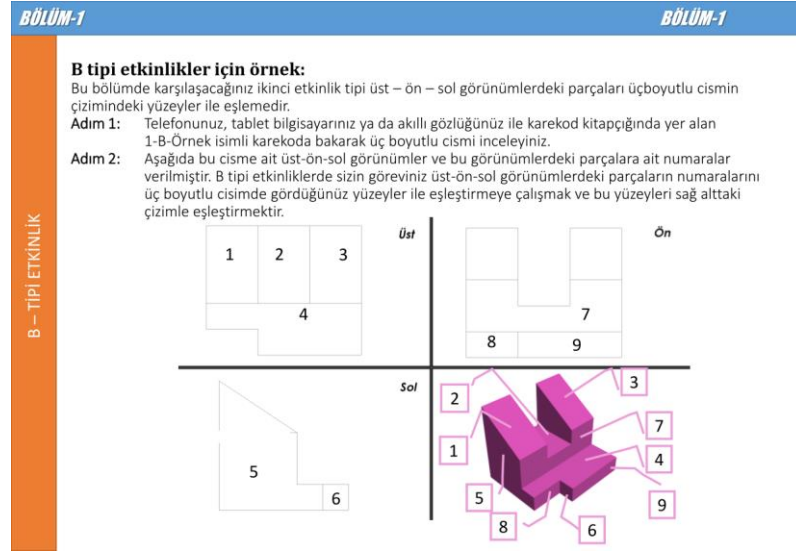 BÖLÜM-1
BÖLÜM-1
B tipi etkinlikler için örnek:
Bu bölümde karşılaşacağınız ikinci etkinlik tipi üst – ön – sol görünümlerdeki parçaları üçboyutlu cismin
çizimindeki yüzeyler ile eşlemedir.
Adım 1: Telefonunuz, tablet bilgisayarınız ya da akıllı gözlüğünüz ile karekod kitapçığında yer alan
1-B-Örnek isimli karekoda bakarak üç boyutlu cismi inceleyiniz.
Adım 2: Aşağıda bu cisme ait üst-ön-sol görünümler ve bu görünümlerdeki parçalara ait numaralar
verilmiştir. B tipi etkinliklerde sizin göreviniz üst-ön-sol görünümlerdeki parçaların numaralarını
üç boyutlu cisimde gördüğünüz yüzeyler ile eşleştirmeye çalışmak ve bu yüzeyleri sağ alttaki
çizimle eşleştirmektir.
B – TİPİ ETKİNLİK
Üst
1 2 3
4
Ön
7
8 9
Sol
5
6
2
3
7
1
4
5
9
8
6